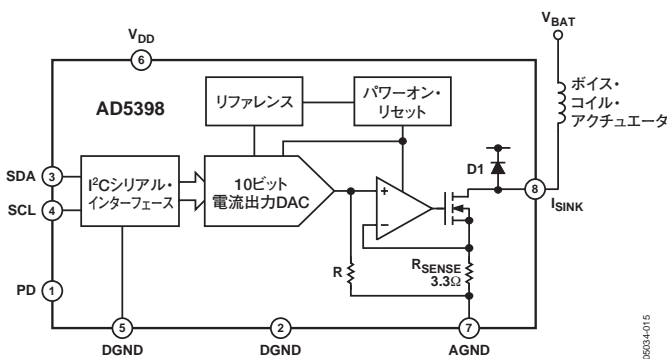 VBAT
VDD
6
AD5398
リファレンス
パワーオン・
リセット
ボイス・
コイル・
アクチュエータ
D1
SDA 3
SCL 4
I²Cシリアル・
インターフェース
10ビット
電流出力DAC
+
−
8
ISINK
R
RSENSE
3.3Ω
PD 1
5
2
7
DGND
DGND
AGND
05034-015